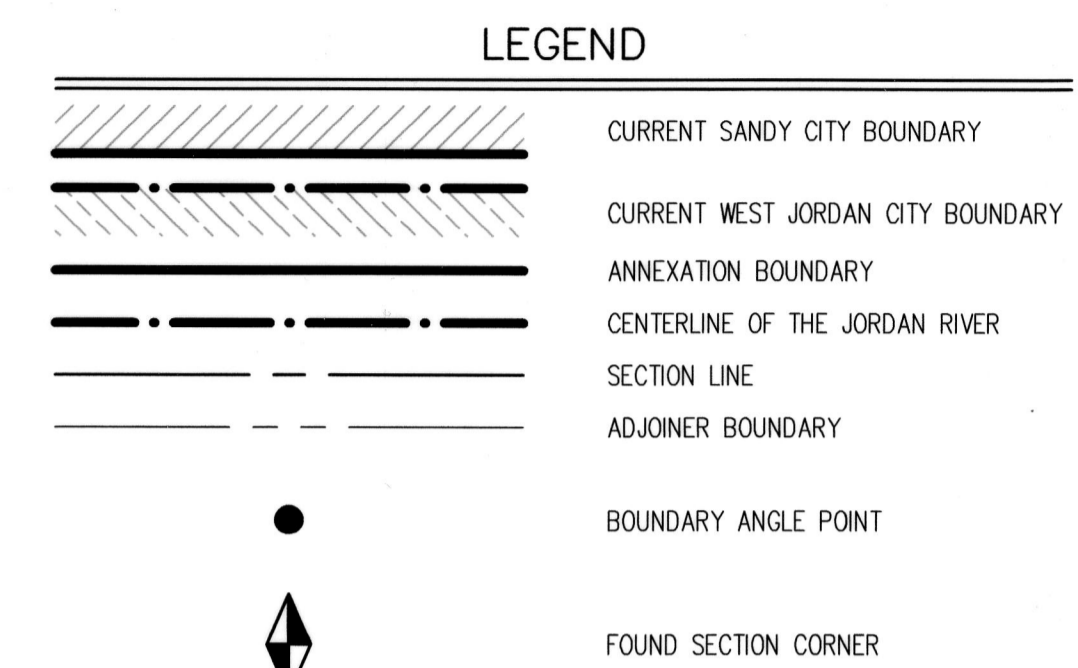 LEGEND
CURRENT SANDY CITY BOUNDARY
CURRENT WEST JORDAN CITY BOUNDARY
ANNEXATION BOUNDARY
CENTERLINE OF THE JORDAN RIVER
SECTION LINE
ADJOINER BOUNDARY
BOUNDARY ANGLE POINT
FOUND SECTION CORNER